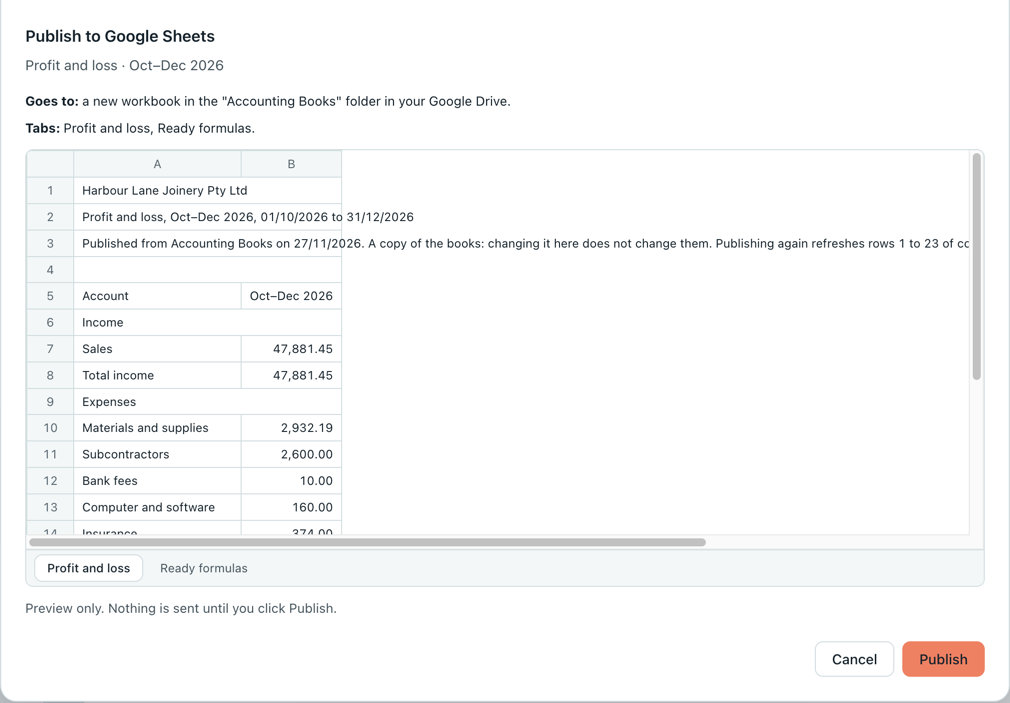 Publish to Google Sheets
Profit and loss · Oct–Dec 2026
Goes to: a new workbook in the "Accounting Books" folder in your Google Drive.
Tabs: Profit and loss, Ready formulas.
A B
1 Harbour Lane Joinery Pty Ltd
2 Profit and loss, Oct–Dec 2026, 01/10/2026 to 31/12/2026
3 Published from Accounting Books on 27/11/2026. A copy of the books: changing it here does not change them. Publishing again refreshes rows 1 to 23 of
4
5 Account Oct–Dec 2026
6 Income
7 Sales 47,881.45
8 Total income 47,881.45
9 Expenses
10 Materials and supplies 2,932.19
11 Subcontractors 2,600.00
12 Bank fees 10.00
13 Computer and software 160.00
14 Insurance 374.00
Profit and loss Ready formulas
Preview only. Nothing is sent until you click Publish.
Cancel Publish